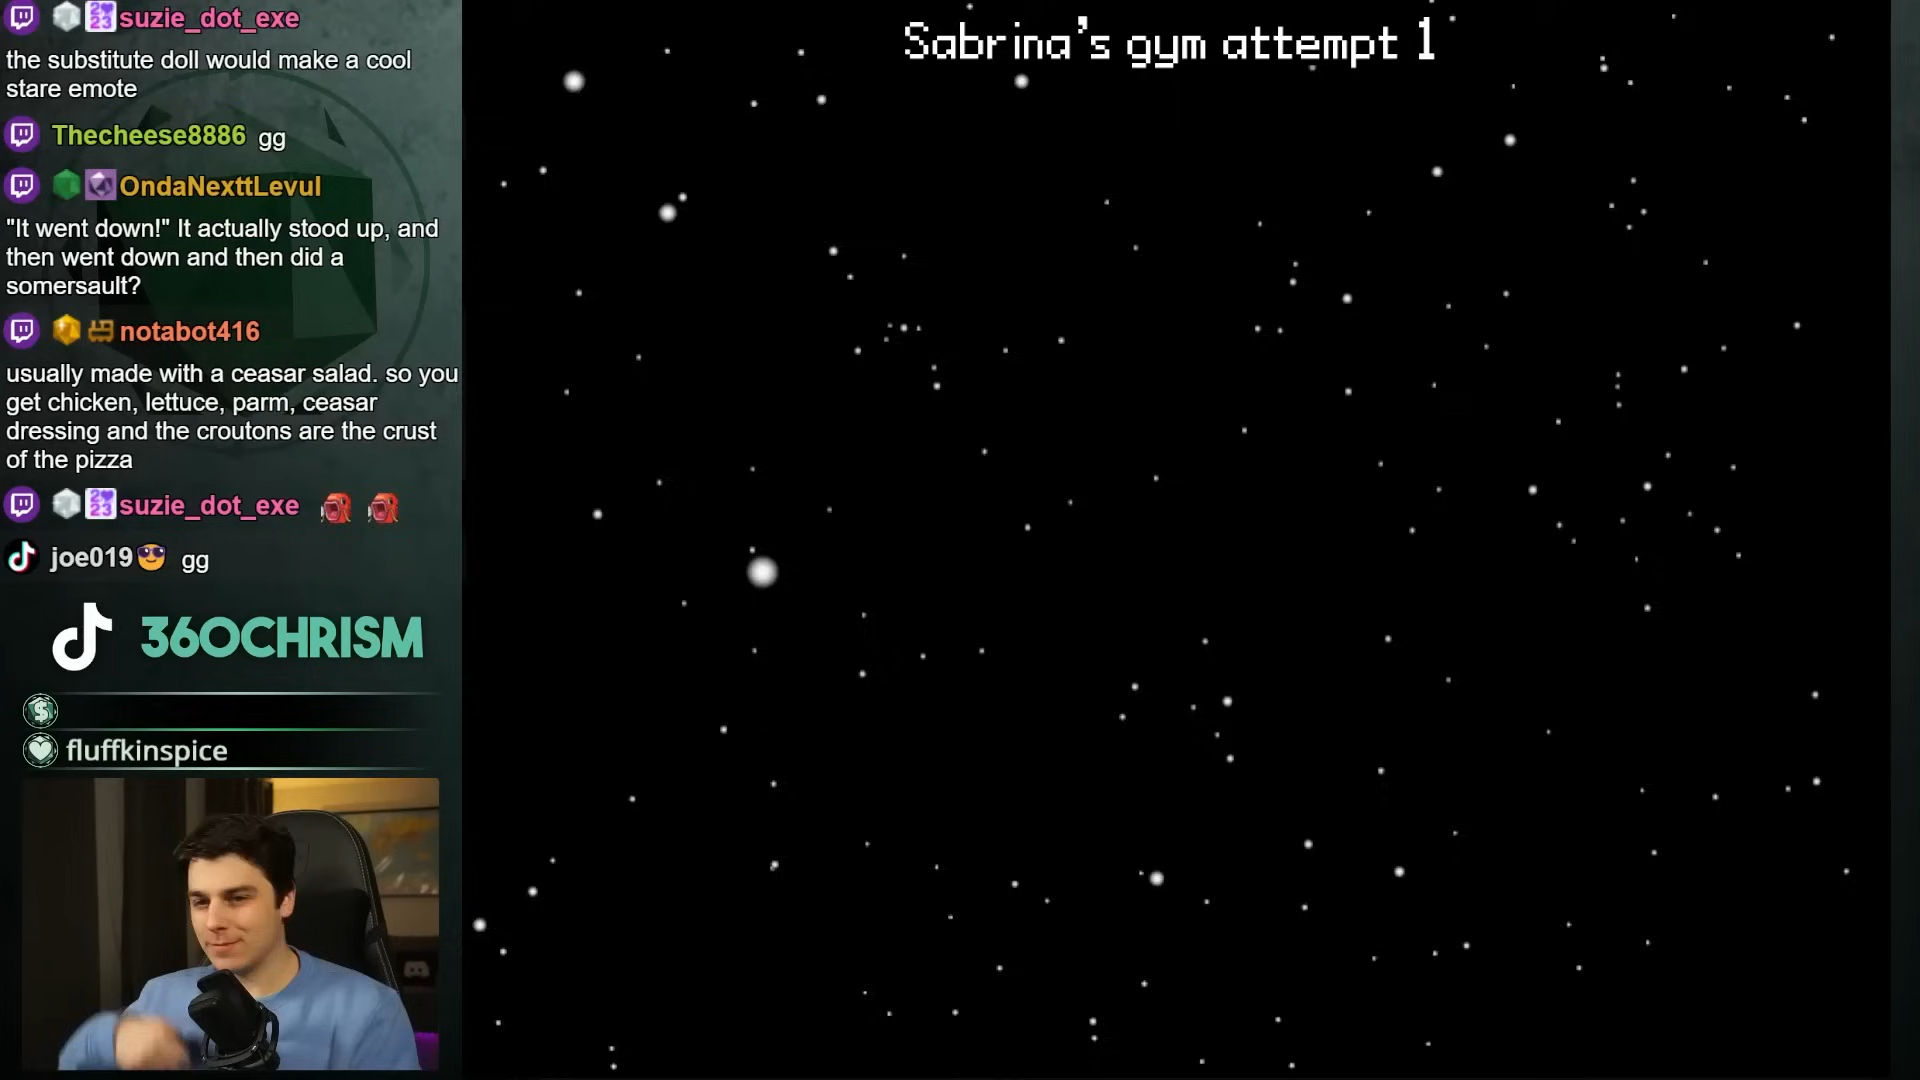 suzie_dot_exe
the substitute doll would make a cool
stare emote
Thecheese8886 gg
OndaNexttLevul
"It went down!" It actually stood up, and
then went down and then did a
somersault?
notabot416
usually made with a ceasar salad. so you
get chicken, lettuce, parm, ceasar
dressing and the croutons are the crust
of the pizza
suzie_dot_exe
joe019😎 gg
360CHRISM
fluffkinspice
Sabrina's gym attempt 1